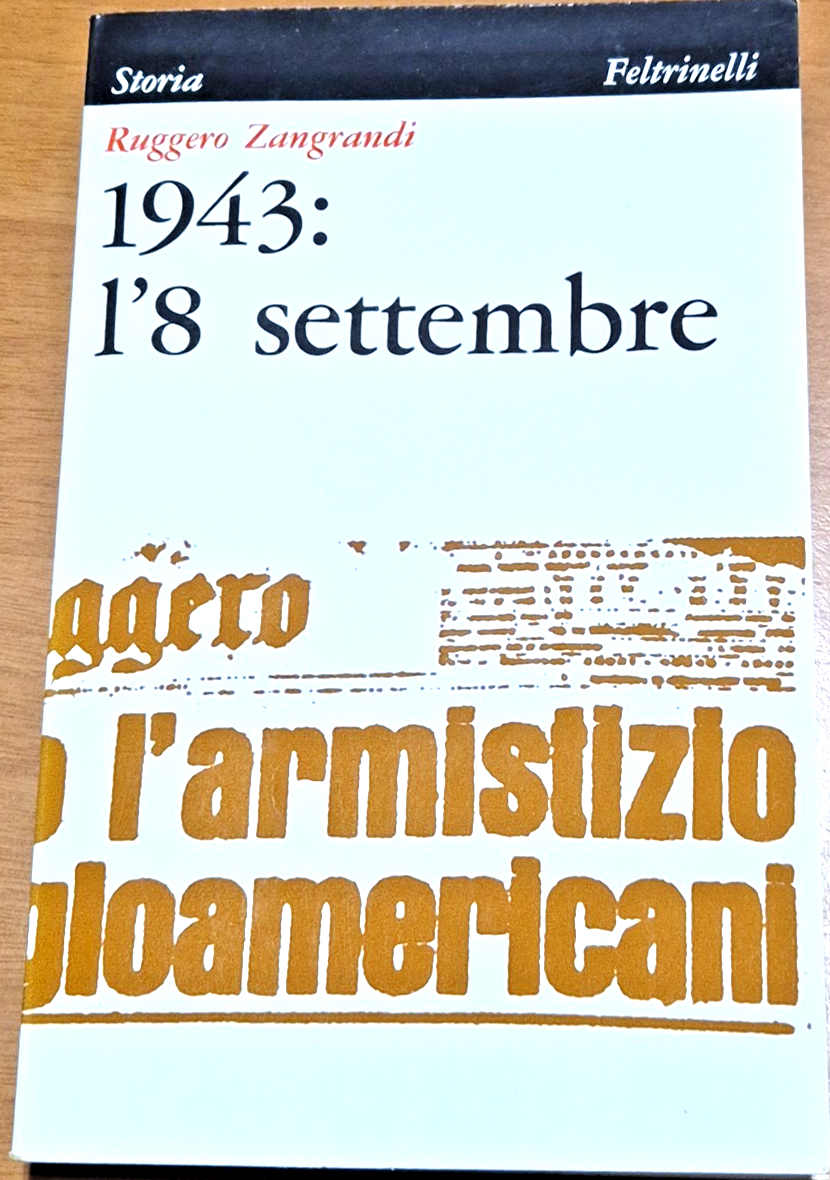 Storia Feltrinelli
Ruggero Zangrandi
1943:
l'8 settembre
ggero
o l'armistizio
gloamericani